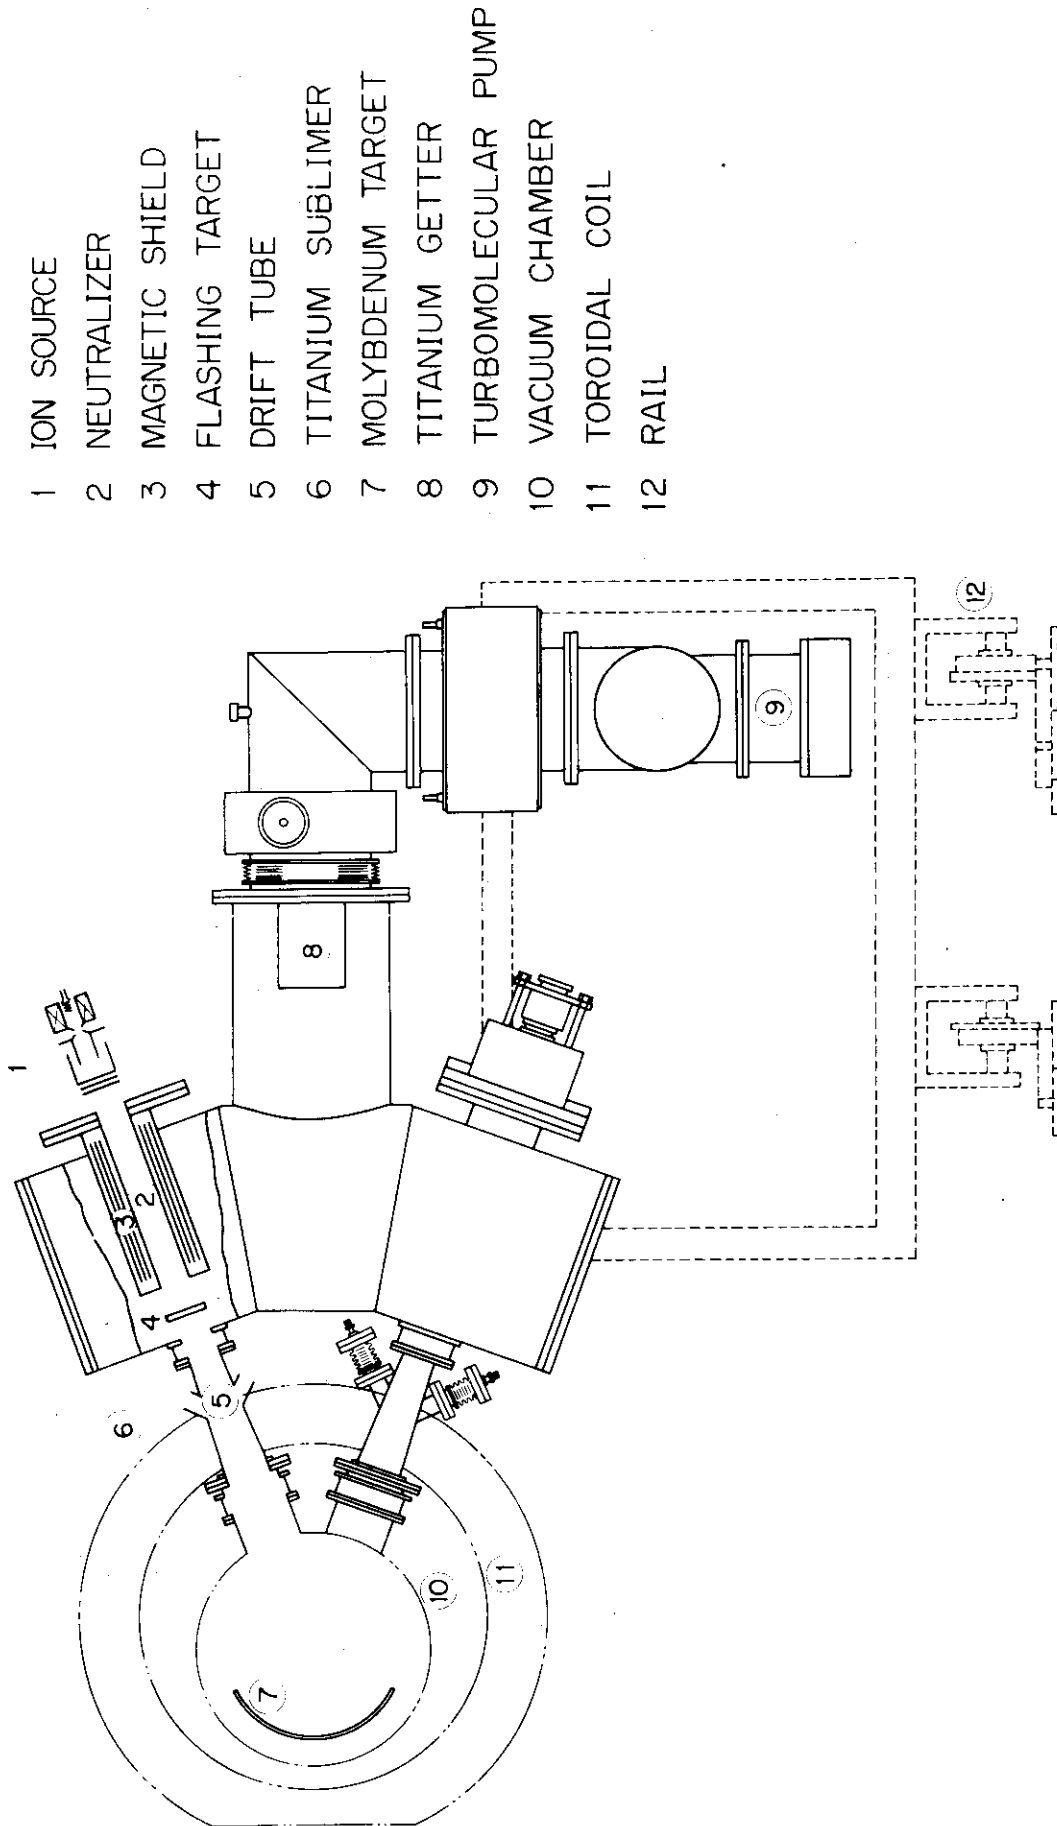 1 ION SOURCE
2 NEUTRALIZER
3 MAGNETIC SHIELD
4 FLASHING TARGET
5 DRIFT TUBE
6 TITANIUM SUBLIMER
7 MOLYBDENUM TARGET
8 TITANIUM GETTER
9 TURBOMOLECULAR PUMP
10 VACUUM CHAMBER
11 TOROIDAL COIL
12 RAIL
1
2
3
4
5
6
7
8
9
10
11
12